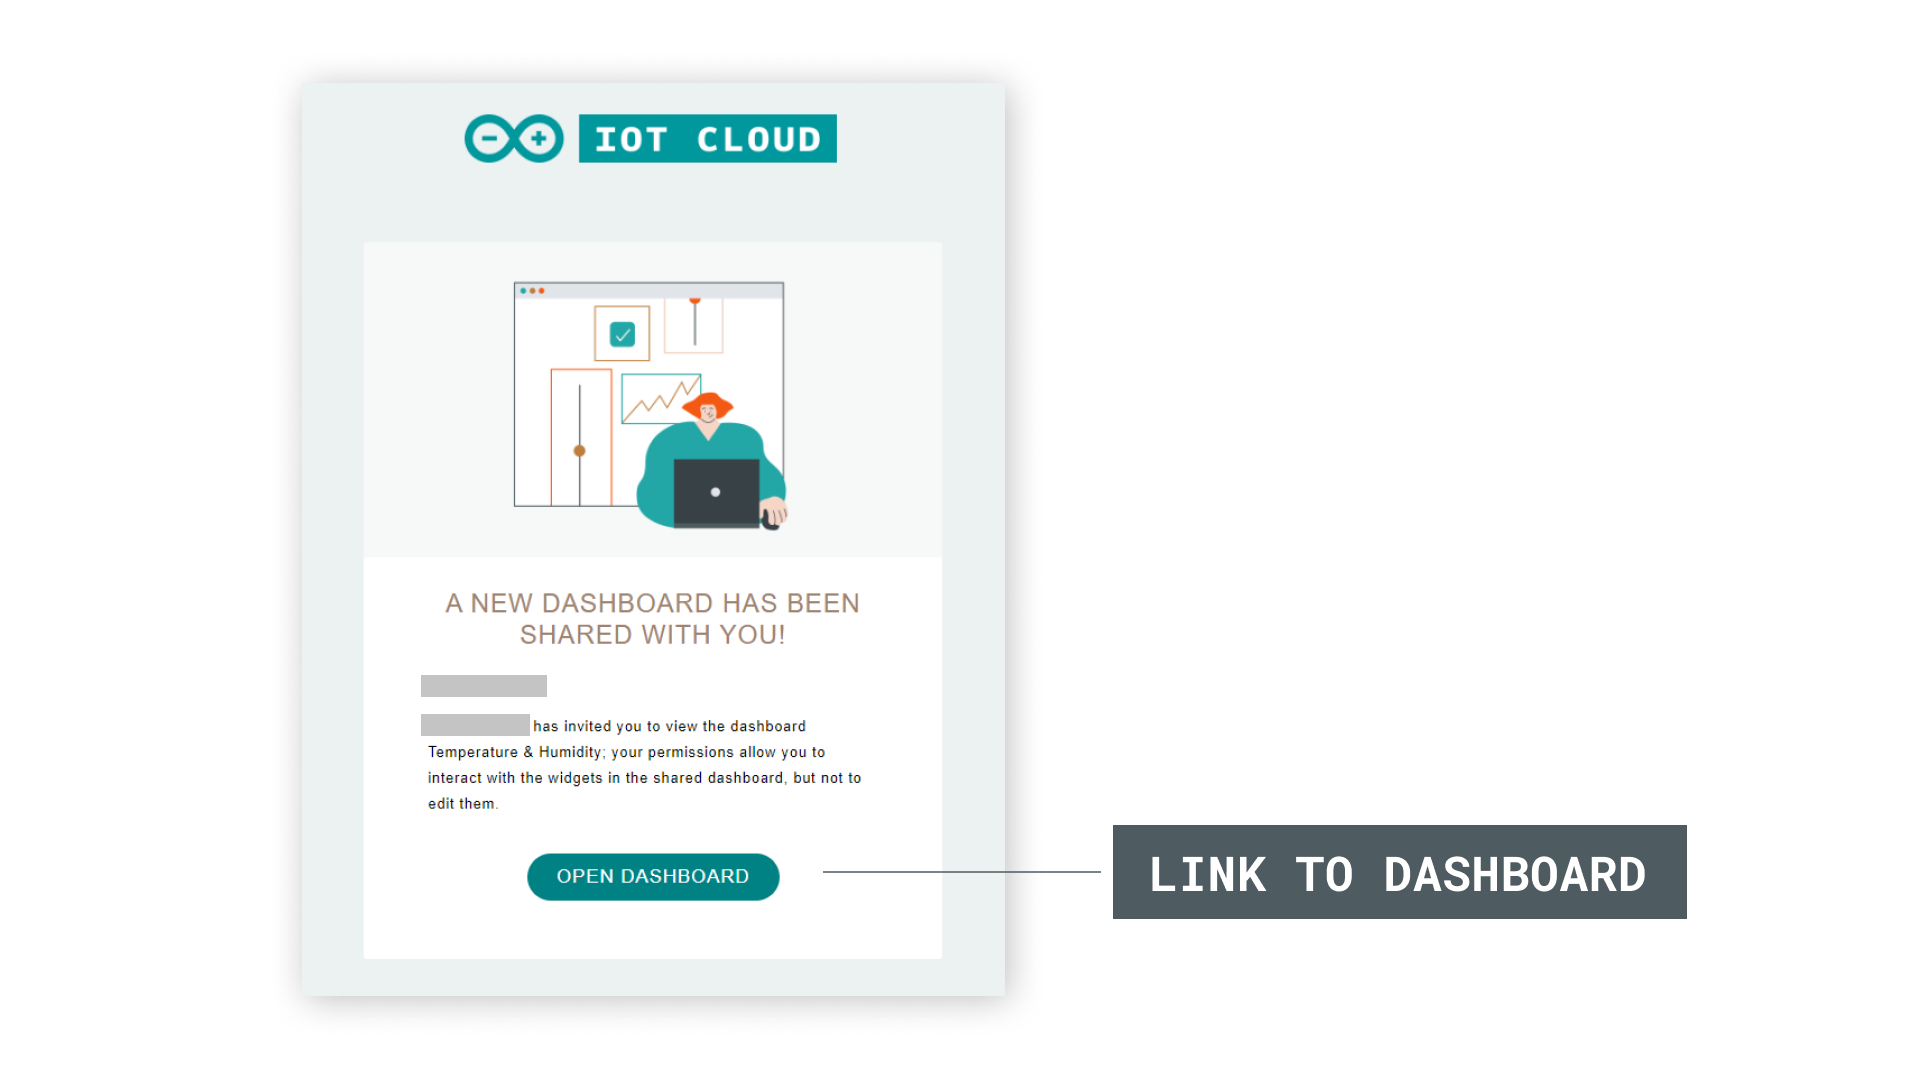 IOT CLOUD
A NEW DASHBOARD HAS BEEN
SHARED WITH YOU!
has invited you to view the dashboard
Temperature & Humidity; your permissions allow you to
interact with the widgets in the shared dashboard, but not to
edit them.
OPEN DASHBOARD
LINK TO DASHBOARD